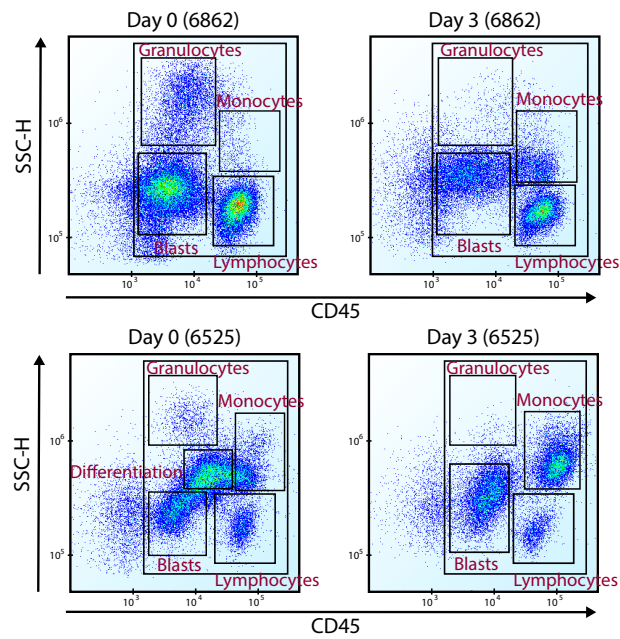 Day 0 (6862)
Day 3 (6862)
Granulocytes
Monocytes
Blasts
Lymphocytes
10⁶
10⁵
10³ 10⁴ 10⁵
Granulocytes
Monocytes
Blasts
Lymphocytes
10⁶
10⁵
10³ 10⁴ 10⁵
SSC-H
CD45
Day 0 (6525)
Day 3 (6525)
Granulocytes
Monocytes
Differentiation
Blasts
Lymphocytes
10⁶
10⁵
10³ 10⁴ 10⁵
Granulocytes
Monocytes
Blasts
Lymphocytes
10⁶
10⁵
10³ 10⁴ 10⁵
SSC-H
CD45